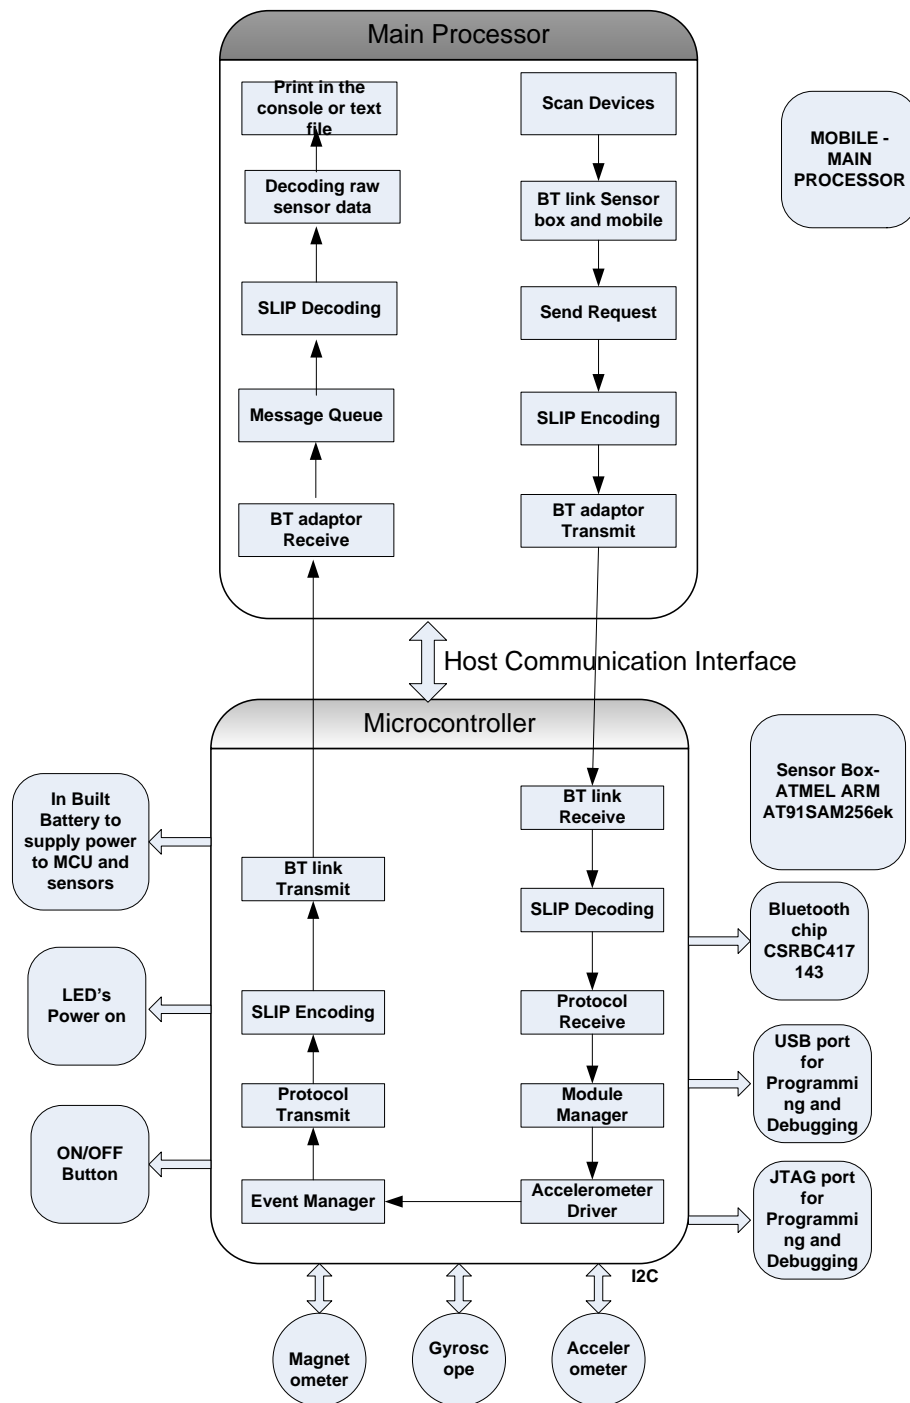 Main Processor
Print in the
console or text
file
Decoding raw
sensor data
SLIP Decoding
Message Queue
BT adaptor
Receive
Scan Devices
BT link Sensor
box and mobile
Send Request
SLIP Encoding
BT adaptor
Transmit
MOBILE -
MAIN
PROCESSOR
Host Communication Interface
Microcontroller
In Built
Battery to
supply power
to MCU and
sensors
LED's
Power on
ON/OFF
Button
BT link
Transmit
SLIP Encoding
Protocol
Transmit
Event Manager
BT link
Receive
SLIP Decoding
Protocol
Receive
Module
Manager
Accelerometer
Driver
Sensor Box-
ATMEL ARM
AT91SAM256ek
Bluetooth
chip
CSRBC417
143
USB port
for
Programmi
ng and
Debugging
JTAG port
for
Programmi
ng and
Debugging
I2C
Magnet
ometer
Gyrosc
ope
Acceler
ometer